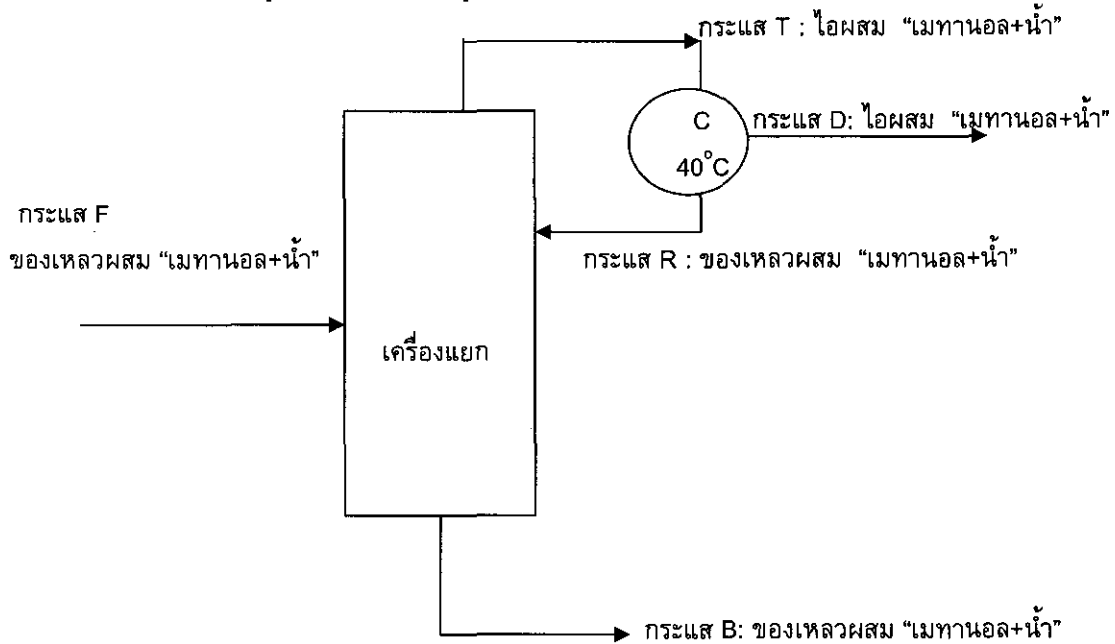 กระแส T : ไอผสม “เมทานอล+น้ำ”
C
40°C
กระแส D: ไอผสม “เมทานอล+น้ำ”
กระแส F
ของเหลวผสม “เมทานอล+น้ำ”
กระแส R : ของเหลวผสม “เมทานอล+น้ำ”
เครื่องแยก
กระแส B: ของเหลวผสม “เมทานอล+น้ำ”